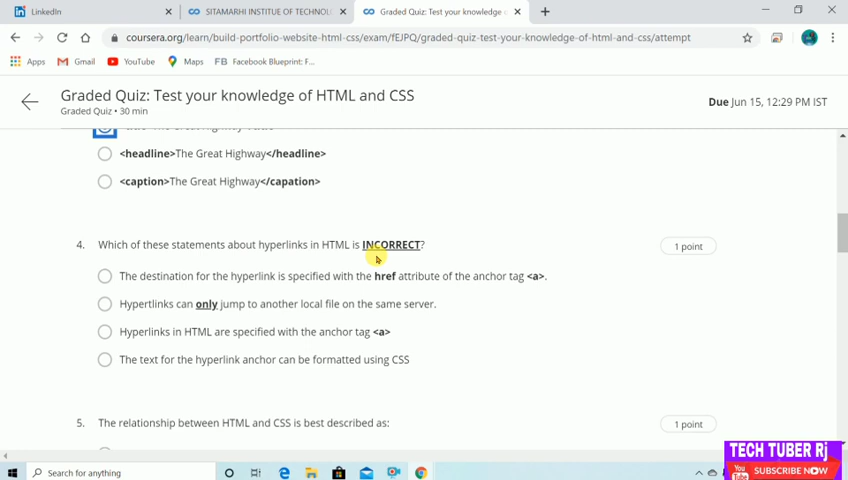 LinkedIn
SITAMARHI INSTITUE OF TECHNOL
Graded Quiz: Test your knowledge o
coursera.org/learn/build-portfolio-website-html-css/exam/fEJPQ/graded-quiz-test-your-knowledge-of-html-and-css/attempt
Apps
Gmail
YouTube
Maps
FB Facebook Blueprint: F...
Graded Quiz: Test your knowledge of HTML and CSS
Graded Quiz • 30 min
Due Jun 15, 12:29 PM IST
<headline>The Great Highway</headline>
<caption>The Great Highway</capation>
4. Which of these statements about hyperlinks in HTML is INCORRECT?
1 point
The destination for the hyperlink is specified with the href attribute of the anchor tag <a>.
Hypertlinks can only jump to another local file on the same server.
Hyperlinks in HTML are specified with the anchor tag <a>
The text for the hyperlink anchor can be formatted using CSS
5. The relationship between HTML and CSS is best described as:
1 point
TECH TUBER Rj
You Tube SUBSCRIBE NOW
Search for anything